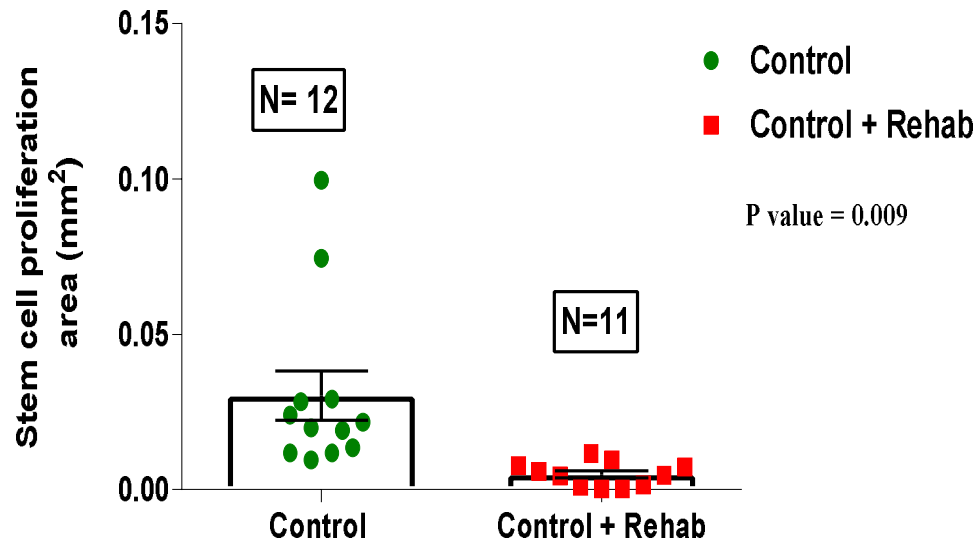 Stem cell proliferation
area (mm²)
0.15
0.10
0.05
0.00
N= 12
N=11
Control
Control + Rehab
Control
Control + Rehab
P value = 0.009